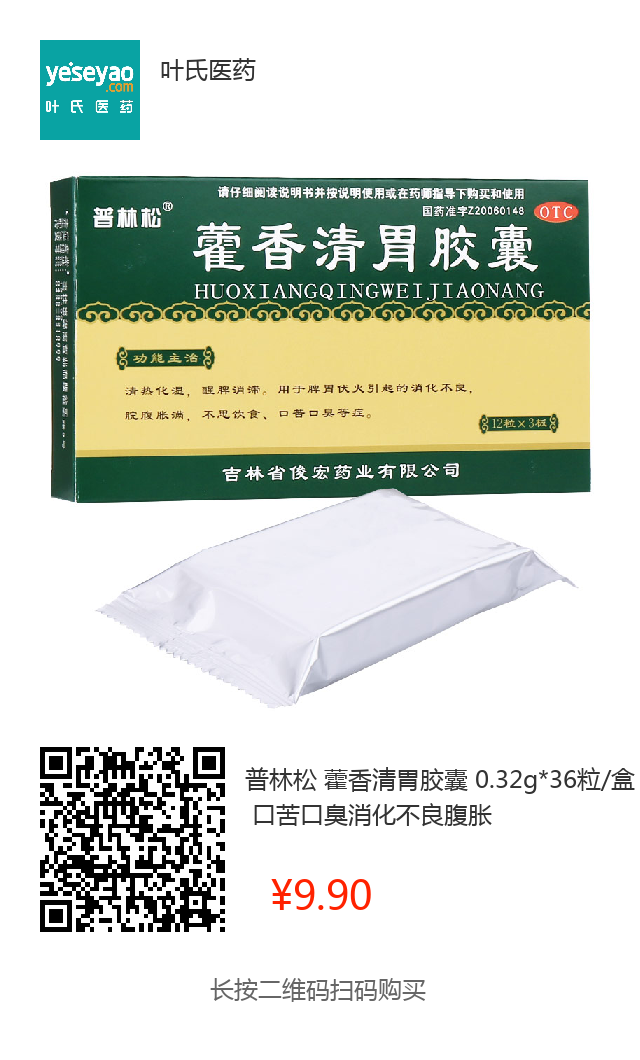 yeseyao
.com
叶氏医药
叶氏医药
请仔细阅读说明书并按说明使用或在药师指导下购买和使用
普林松®
国药准字Z20060148
OTC
藿香清胃胶囊
HUOXIANGQINGWEIJIAONANG
功能主治
清热化湿，醒脾消滞。用于脾胃伏火引起的消化不良，
脘腹胀满，不思饮食、口苦口臭等症。
12粒×3板
吉林省俊宏药业有限公司
普林松 藿香清胃胶囊 0.32g*36粒/盒
口苦口臭消化不良腹胀
¥9.90
长按二维码扫码购买